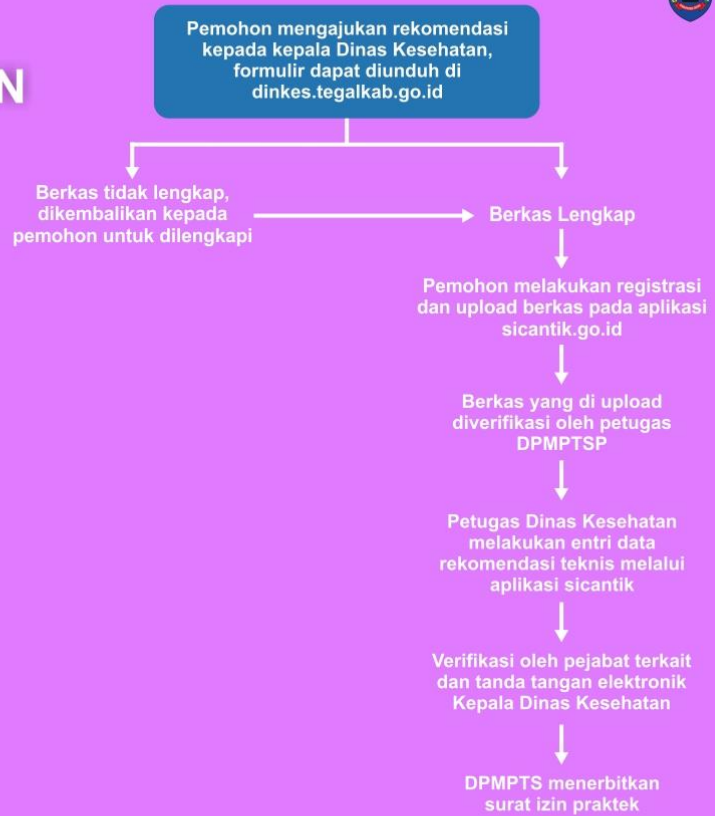 Pemohon mengajukan rekomendasi
kepada kepala Dinas Kesehatan,
formulir dapat diunduh di
dinkes.tegalkab.go.id
N
Berkas tidak lengkap,
dikembalikan kepada
pemohon untuk dilengkapi
Berkas Lengkap
Pemohon melakukan registrasi
dan upload berkas pada aplikasi
sicantik.go.id
Berkas yang di upload
diverifikasi oleh petugas
DPMPTSP
Petugas Dinas Kesehatan
melakukan entri data
rekomendasi teknis melalui
aplikasi sicantik
Verifikasi oleh pejabat terkait
dan tanda tangan elektronik
Kepala Dinas Kesehatan
DPMPTS menerbitkan
surat izin praktek